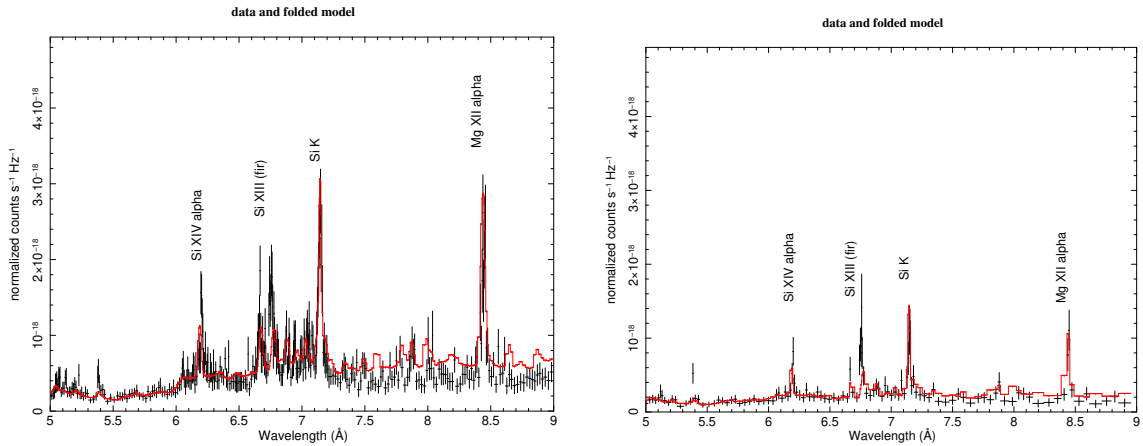 data and folded model
normalized counts s⁻¹ Hz⁻¹
0
10⁻¹⁸
2×10⁻¹⁸
3×10⁻¹⁸
4×10⁻¹⁸
Si XIV alpha
Si XIII (fir)
Si K
Mg XII alpha
5 5.5 6 6.5 7 7.5 8 8.5 9
Wavelength (Å)
data and folded model
normalized counts s⁻¹ Hz⁻¹
0
10⁻¹⁸
2×10⁻¹⁸
3×10⁻¹⁸
4×10⁻¹⁸
Si XIV alpha
Si XIII (fir)
Si K
Mg XII alpha
5 5.5 6 6.5 7 7.5 8 8.5 9
Wavelength (Å)